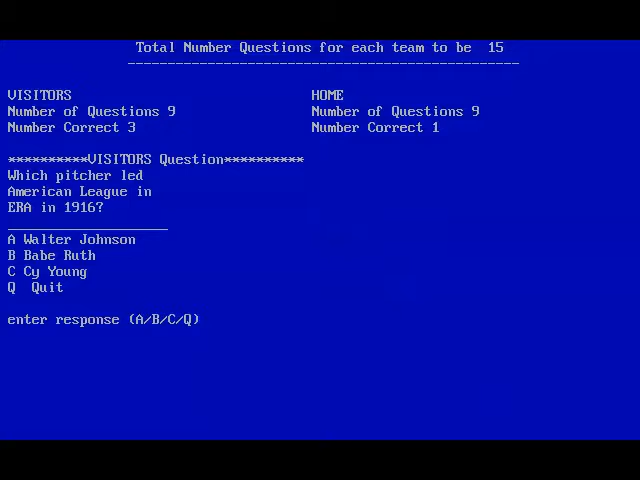 Total Number Questions for each team to be  15
-------------------------------------------------
VISITORS                              HOME
Number of Questions 9                 Number of Questions 9
Number Correct 3                      Number Correct 1
**********VISITORS Question**********
Which pitcher led
American League in
ERA in 1916?
____________________
A Walter Johnson
B Babe Ruth
C Cy Young
Q  Quit
enter response (A/B/C/Q)